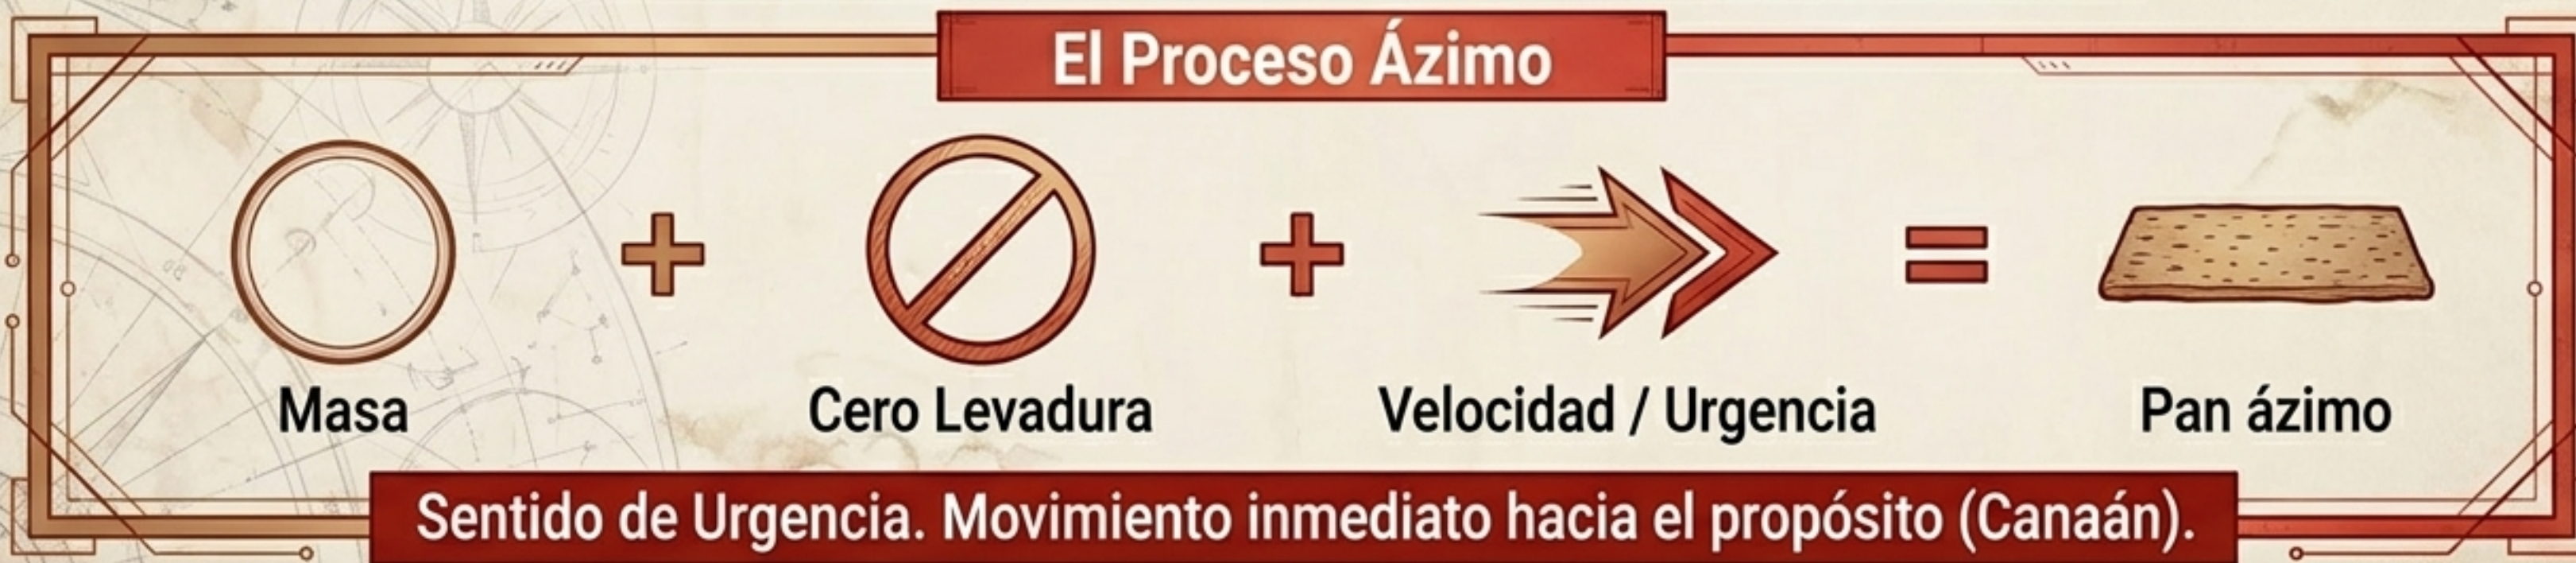 El Proceso Ázimo
Masa + Cero Levadura + Velocidad / Urgencia = Pan ázimo
Sentido de Urgencia. Movimiento inmediato hacia el propósito (Canaán).